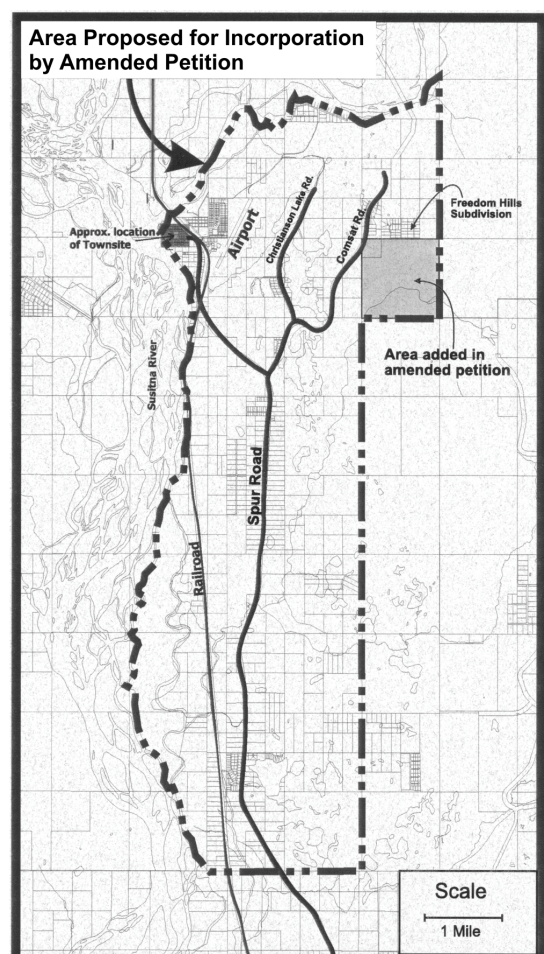 Area Proposed for Incorporation
by Amended Petition
Freedom Hills
Subdivision
Approx. location
of Townsite
Airport
Christianson Lake Rd.
Comsat Rd.
Area added in
amended petition
Susitna River
Spur Road
Railroad
Scale
1 Mile